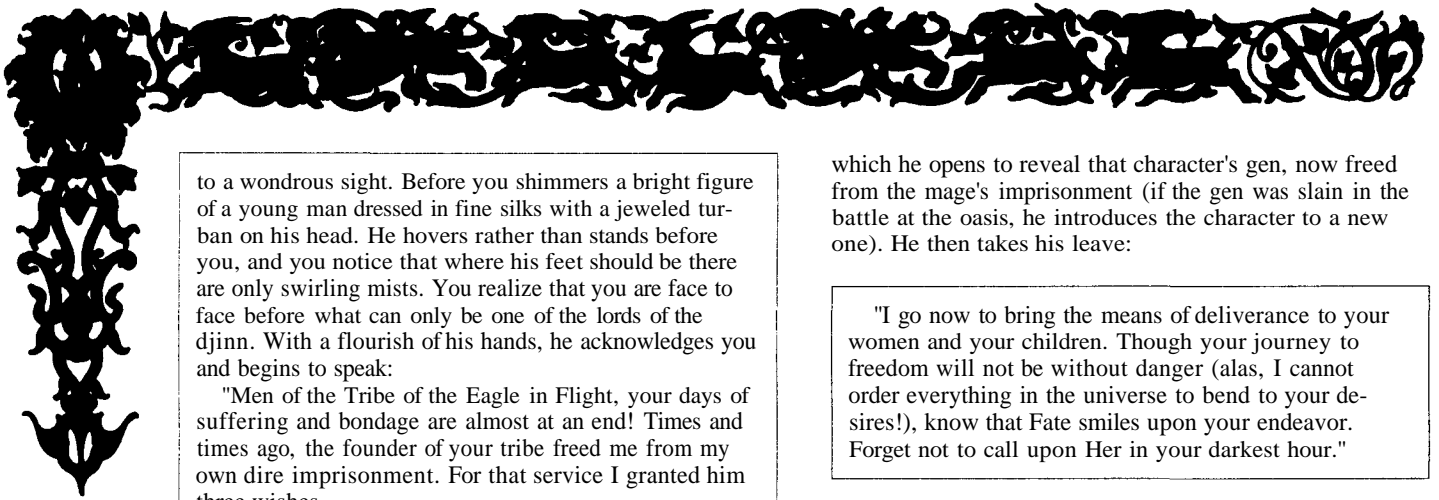 to a wondrous sight. Before you shimmers a bright figure
of a young man dressed in fine silks with a jeweled tur-
ban on his head. He hovers rather than stands before
you, and you notice that where his feet should be there
are only swirling mists. You realize that you are face to
face before what can only be one of the lords of the
djinn. With a flourish of his hands, he acknowledges you
and begins to speak:
"Men of the Tribe of the Eagle in Flight, your days of
suffering and bondage are almost at an end! Times and
times ago, the founder of your tribe freed me from my
own dire imprisonment. For that service I granted him
three wishes
which he opens to reveal that character's gen, now freed
from the mage's imprisonment (if the gen was slain in the
battle at the oasis, he introduces the character to a new
one). He then takes his leave:
"I go now to bring the means of deliverance to your
women and your children. Though your journey to
freedom will not be without danger (alas, I cannot
order everything in the universe to bend to your de-
sires!), know that Fate smiles upon your endeavor.
Forget not to call upon Her in your darkest hour."